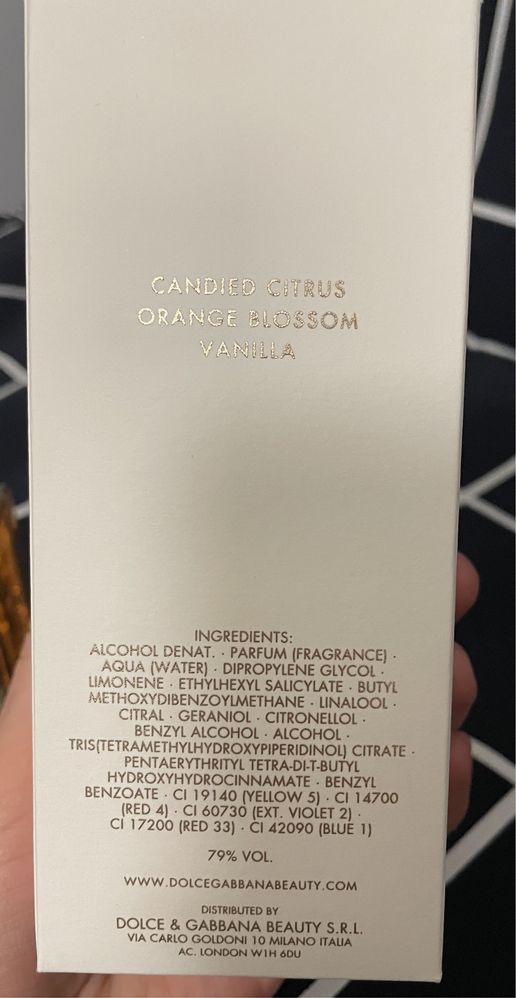 CANDIED CITRUS
ORANGE BLOSSOM
VANILLA
INGREDIENTS:
ALCOHOL DENAT. · PARFUM (FRAGRANCE) ·
AQUA (WATER) · DIPROPYLENE GLYCOL ·
LIMONENE · ETHYLHEXYL SALICYLATE · BUTYL
METHOXYDIBENZOYLMETHANE · LINALOOL ·
CITRAL · GERANIOL · CITRONELLOL ·
BENZYL ALCOHOL · ALCOHOL ·
TRIS(TETRAMETHYLHYDROXYPIPERIDINOL) CITRATE ·
PENTAERYTHRITYL TETRA-DI-T-BUTYL
HYDROXYHYDROCINNAMATE · BENZYL
BENZOATE · CI 19140 (YELLOW 5) · CI 14700
(RED 4) · CI 60730 (EXT. VIOLET 2) ·
CI 17200 (RED 33) · CI 42090 (BLUE 1)
79% VOL.
WWW.DOLCEGABBANABEAUTY.COM
DISTRIBUTED BY
DOLCE & GABBANA BEAUTY S.R.L.
VIA CARLO GOLDONI 10 MILANO ITALIA
AC. LONDON W1H 6DU